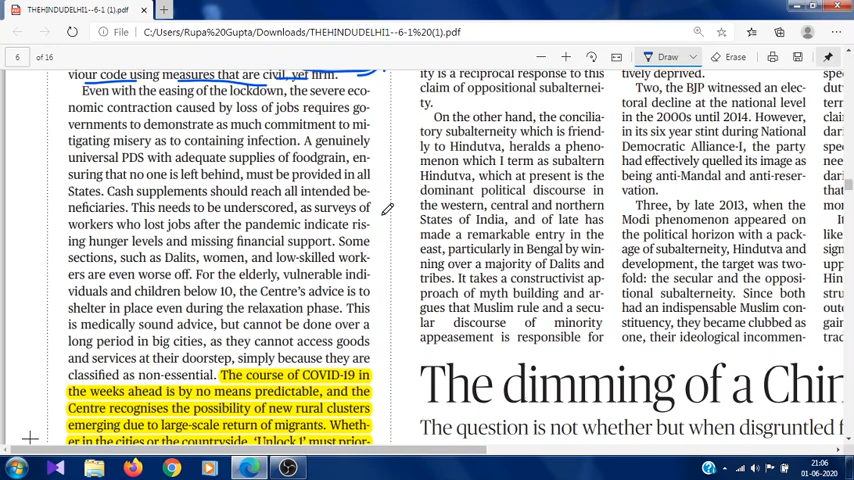 THEHINDUDELHI1--6-1 (1).pdf
File
C:/Users/Rupa%20Gupta/Downloads/THEHINDUDELHI1--6-1%20(1).pdf
6
of 16
Draw
Erase
viour code using measures that are civil, yet firm.
Even with the easing of the lockdown, the severe eco-
nomic contraction caused by loss of jobs requires go-
vernments to demonstrate as much commitment to mi-
tigating misery as to containing infection. A genuinely
universal PDS with adequate supplies of foodgrain, en-
suring that no one is left behind, must be provided in all
States. Cash supplements should reach all intended be-
neficiaries. This needs to be underscored, as surveys of
workers who lost jobs after the pandemic indicate ris-
ing hunger levels and missing financial support. Some
sections, such as Dalits, women, and low-skilled work-
ers are even worse off. For the elderly, vulnerable indi-
viduals and children below 10, the Centre's advice is to
shelter in place even during the relaxation phase. This
is medically sound advice, but cannot be done over a
long period in big cities, as they cannot access goods
and services at their doorstep, simply because they are
classified as non-essential. The course of COVID-19 in
the weeks ahead is by no means predictable, and the
Centre recognises the possibility of new rural clusters
emerging due to large-scale return of migrants. Wheth-
er in the cities or the countryside, 'Unlock 1' must prior-
ity is a reciprocal response to this
claim of oppositional subalternei-
ty.
On the other hand, the concilia-
tory subalternity which is friend-
ly to Hindutva, heralds a pheno-
menon which I term as subaltern
Hindutva, which at present is the
dominant political discourse in
the western, central and northern
States of India, and of late has
made a remarkable entry in the
east, particularly in Bengal by win-
ning over a majority of Dalits and
tribes. It takes a constructivist
approach of myth building and ar-
gues that Muslim rule and a secu-
lar discourse of minority
appeasement is responsible for
tively deprived.
Two, the BJP witnessed an elec-
toral decline at the national level
in the 2000s until 2014. However,
in its six year stint during National
Democratic Alliance-I, the party
had effectively quelled its image as
being anti-Mandal and anti-reser-
vation.
Three, by late 2013, when the
Modi phenomenon appeared on
the political horizon with a pack-
age of subalternity, Hindutva and
development, the target was two-
fold: the secular and the opposi-
tional subalternity. Since both
had an indispensable Muslim con-
stituency, they became clubbed as
one, their ideological incommen-
The dimming of a Chin
The question is not whether but when disgruntled f
21:06
01-06-2020